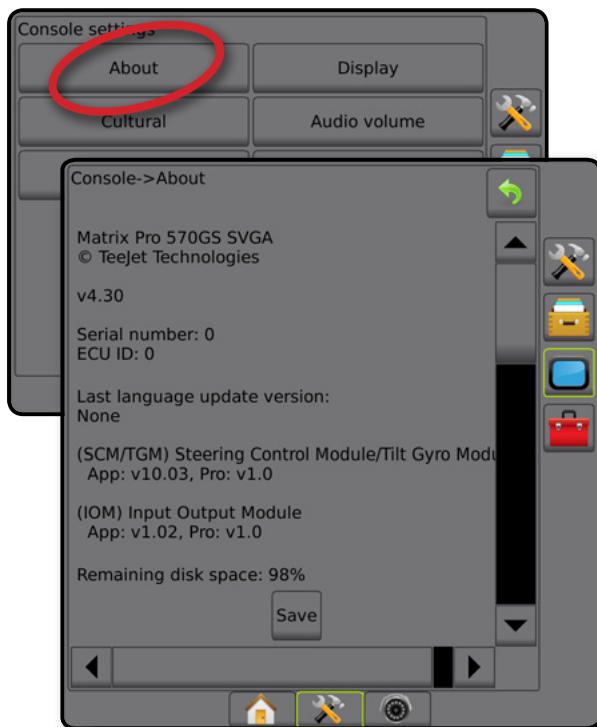 Console settings
About
Display
Cultural
Audio volume
Console->About
Matrix Pro 570GS SVGA
© TeeJet Technologies
v4.30
Serial number: 0
ECU ID: 0
Last language update version:
None
(SCM/TGM) Steering Control Module/Tilt Gyro Modu
App: v10.03, Pro: v1.0
(IOM) Input Output Module
App: v1.02, Pro: v1.0
Remaining disk space: 98%
Save